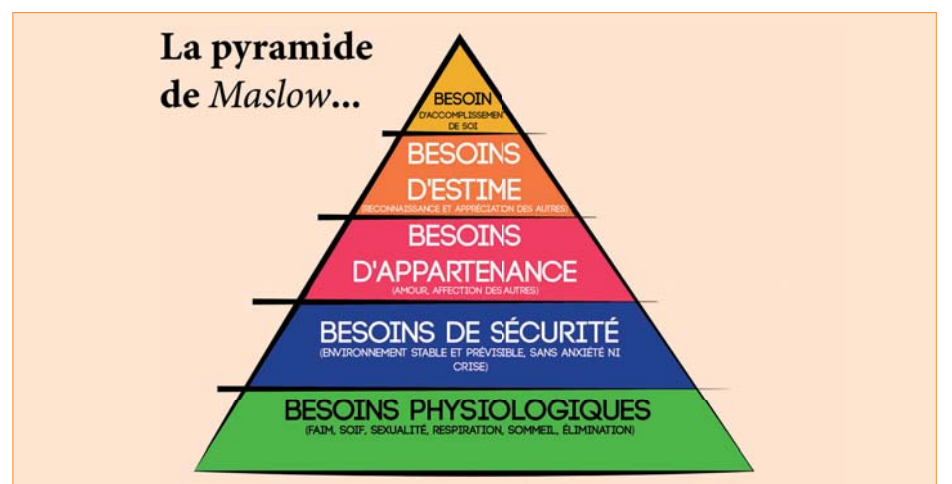 La pyramide
de Maslow...
BESOIN
D'ACCOMPLISSEMEN
DE SOI
BESOINS
D'ESTIME
(RECONNAISSANCE ET APPRÉCIATION DES AUTRES)
BESOINS
D'APPARTENANCE
(AMOUR, AFFECTION DES AUTRES)
BESOINS DE SÉCURITÉ
(ENVIRONNEMENT STABLE ET PRÉVISIBLE, SANS ANXIÉTÉ NI
CRISE)
BESOINS PHYSIOLOGIQUES
(FAIM, SOIF, SEXUALITÉ, RESPIRATION, SOMMEIL, ÉLIMINATION)